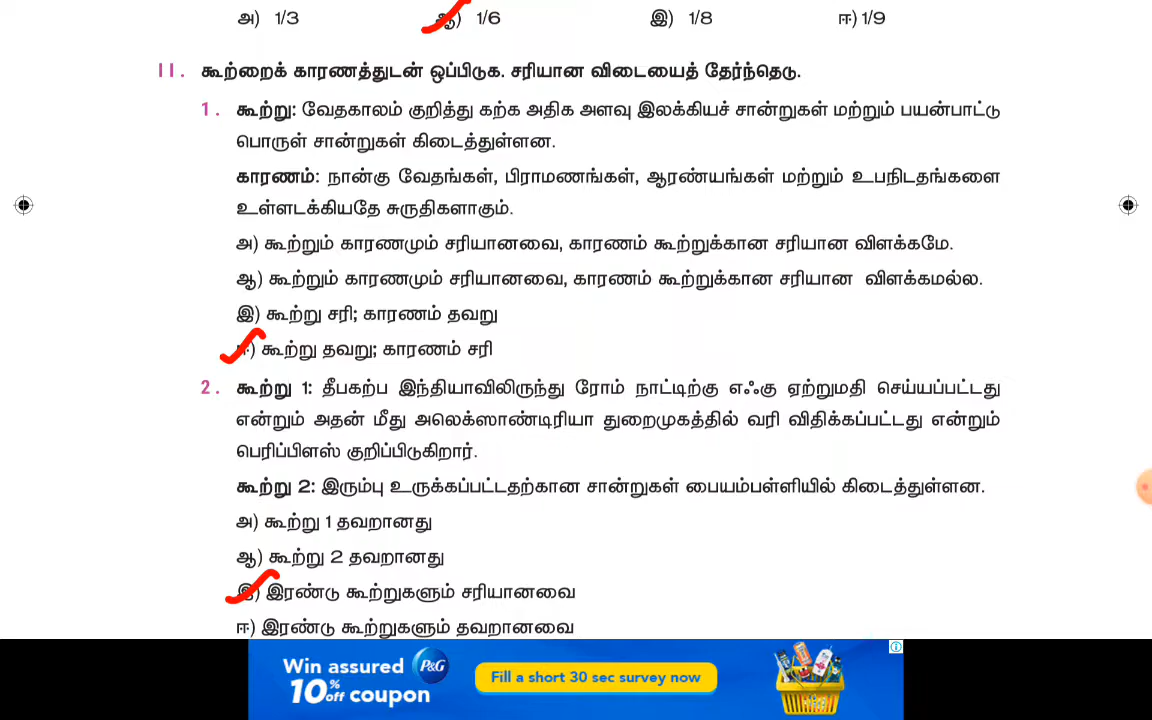 அ) 1/3 ஆ) 1/6 இ) 1/8 ஈ) 1/9
II. கூற்றைக் காரணத்துடன் ஒப்பிடுக. சரியான விடையைத் தேர்ந்தெடு.
1. கூற்று: வேதகாலம் குறித்து கற்க அதிக அளவு இலக்கியச் சான்றுகள் மற்றும் பயன்பாட்டு
பொருள் சான்றுகள் கிடைத்துள்ளன.
காரணம்: நான்கு வேதங்கள், பிராமணங்கள், ஆரண்யங்கள் மற்றும் உபநிடதங்களை
உள்ளடக்கியதே சுருதிகளாகும்.
அ) கூற்றும் காரணமும் சரியானவை, காரணம் கூற்றுக்கான சரியான விளக்கமே.
ஆ) கூற்றும் காரணமும் சரியானவை, காரணம் கூற்றுக்கான சரியான விளக்கமல்ல.
இ) கூற்று சரி; காரணம் தவறு
ஈ) கூற்று தவறு; காரணம் சரி
2. கூற்று 1: தீபகற்ப இந்தியாவிலிருந்து ரோம் நாட்டிற்கு எஃகு ஏற்றுமதி செய்யப்பட்டது
என்றும் அதன் மீது அலெக்ஸாண்டிரியா துறைமுகத்தில் வரி விதிக்கப்பட்டது என்றும்
பெரிப்பிளஸ் குறிப்பிடுகிறார்.
கூற்று 2: இரும்பு உருக்கப்பட்டதற்கான சான்றுகள் பையம்பள்ளியில் கிடைத்துள்ளன.
அ) கூற்று 1 தவறானது
ஆ) கூற்று 2 தவறானது
இ) இரண்டு கூற்றுகளும் சரியானவை
ஈ) இரண்டு கூற்றுகளும் தவறானவை
Win assured P&G
10% off coupon
Fill a short 30 sec survey now